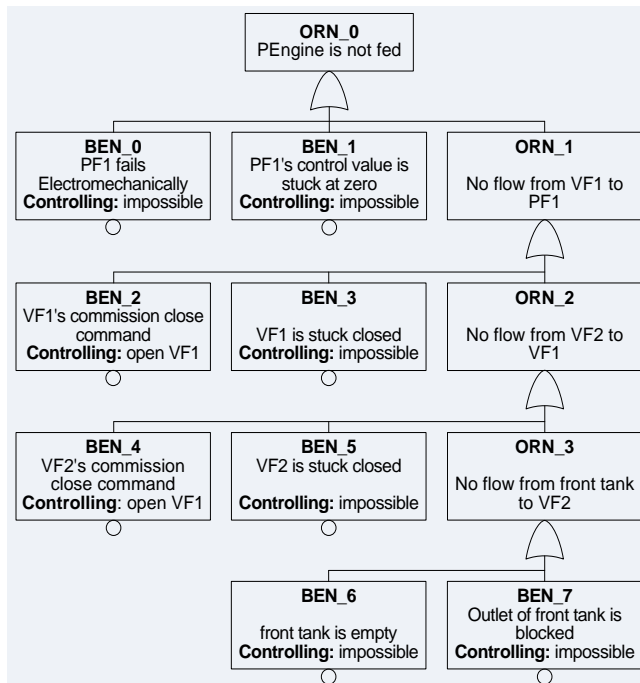 ORN_0
PEngine is not fed
BEN_0
PF1 fails
Electromechanically
Controlling: impossible
BEN_1
PF1's control value is
stuck at zero
Controlling: impossible
ORN_1
No flow from VF1 to
PF1
BEN_2
VF1's commission close
command
Controlling: open VF1
BEN_3
VF1 is stuck closed
Controlling: impossible
ORN_2
No flow from VF2 to
VF1
BEN_4
VF2's commission
close command
Controlling: open VF1
BEN_5
VF2 is stuck closed
Controlling: impossible
ORN_3
No flow from front tank
to VF2
BEN_6
front tank is empty
Controlling: impossible
BEN_7
Outlet of front tank is
blocked
Controlling: impossible